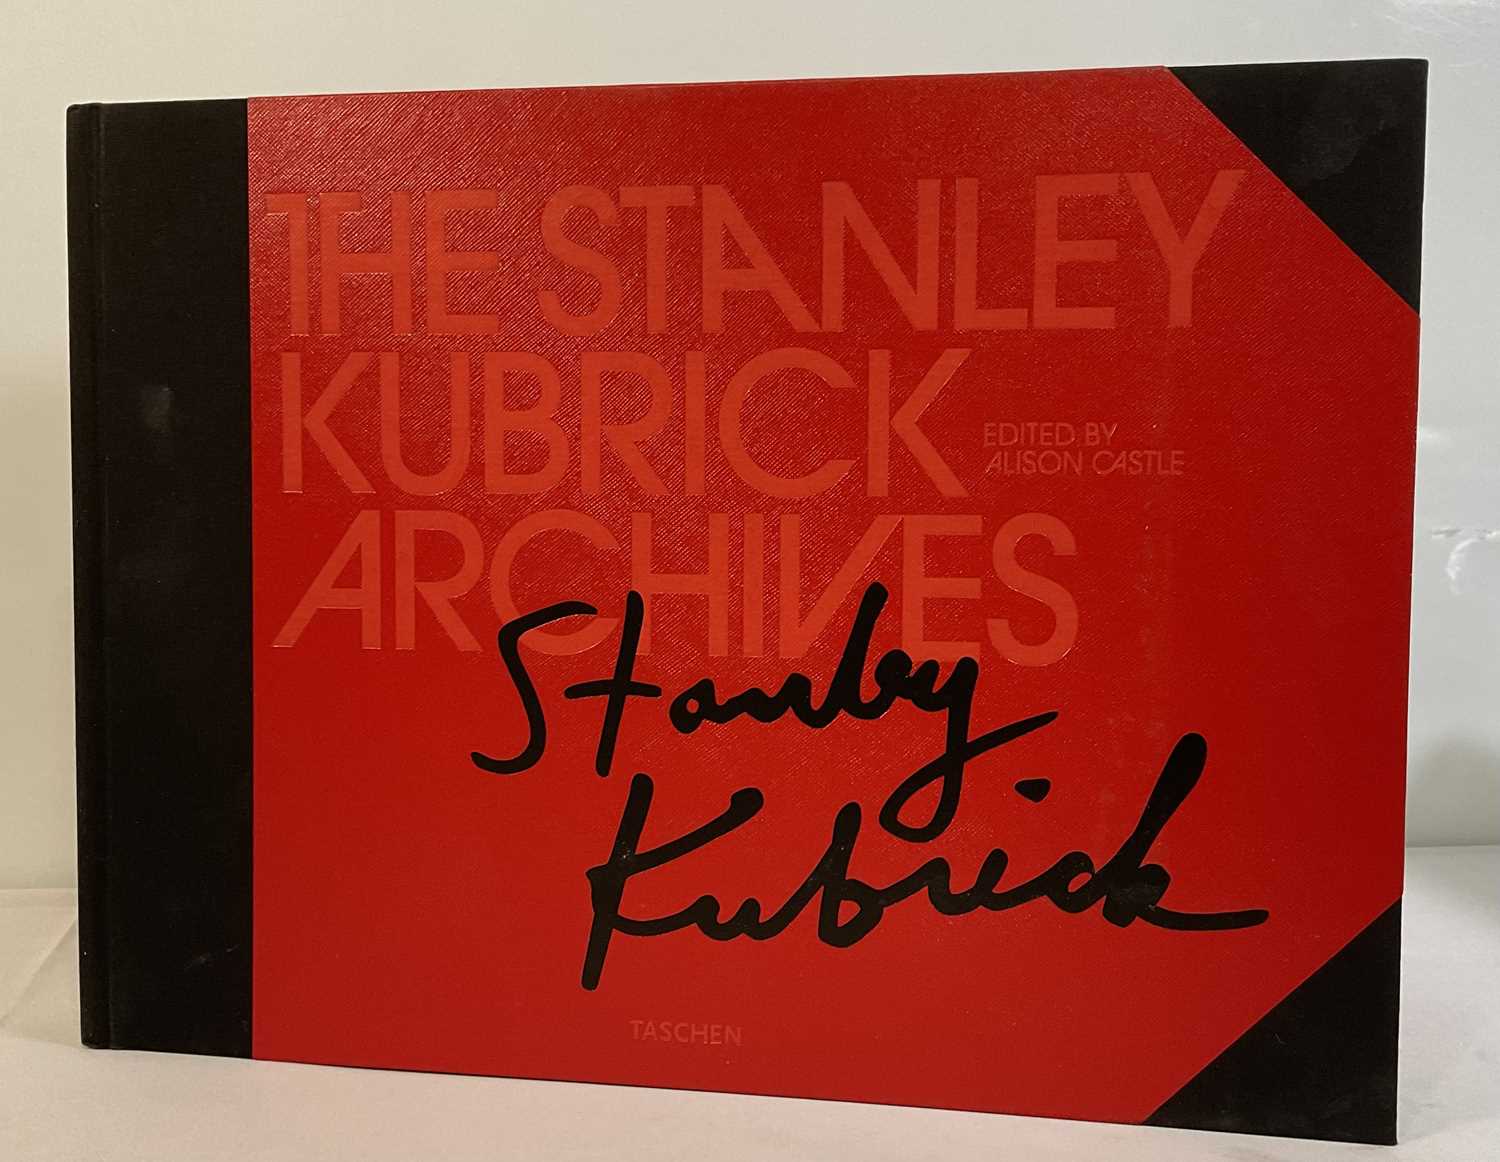 THE STANLEY
KUBRICK
EDITED BY
ALISON CASTLE
ARCHIVES
Stanley
Kubrick
TASCHEN